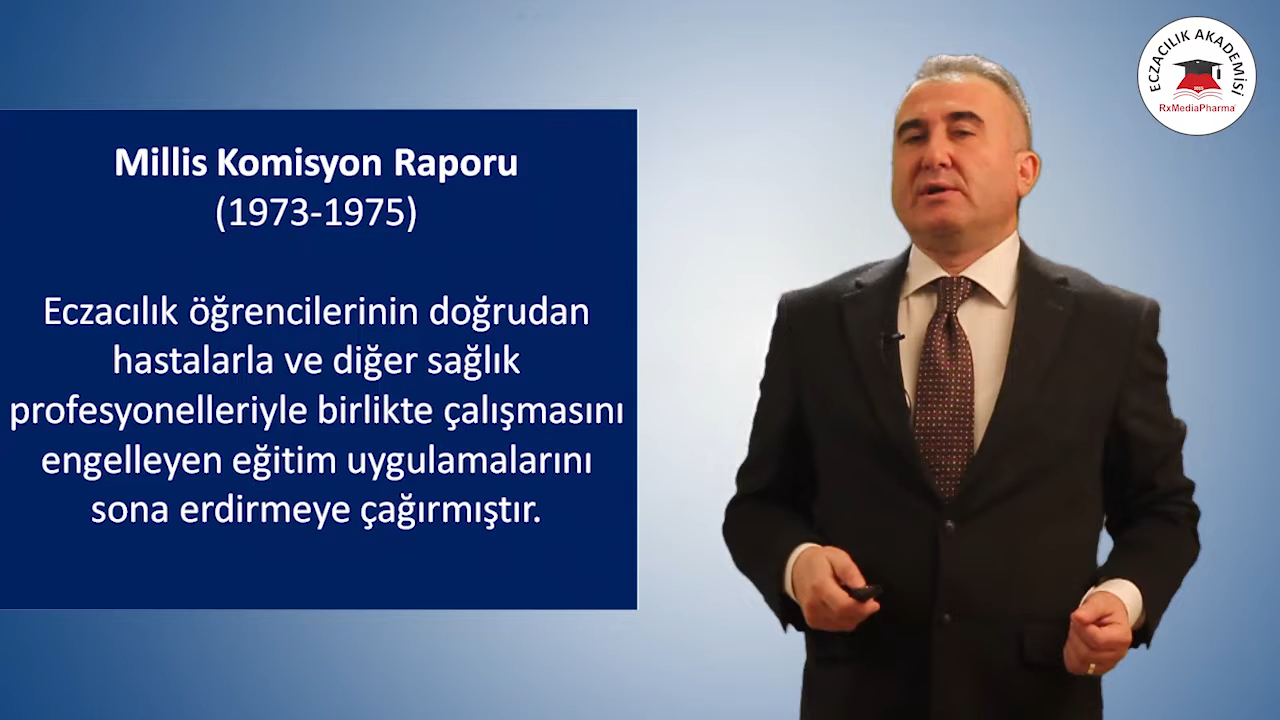 Millis Komisyon Raporu
(1973-1975)
Eczacılık öğrencilerinin doğrudan
hastalarla ve diğer sağlık
profesyonelleriyle birlikte çalışmasını
engelleyen eğitim uygulamalarını
sona erdirmeye çağırmıştır.
ECZACILIK AKADEMİSİ
2015
RxMediaPharma